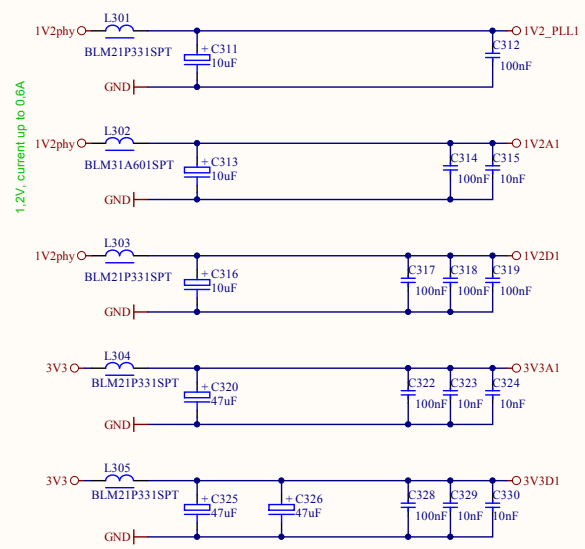 1,2V, current up to 0,6A
L301
1V2phy
1V2_PLL1
BLM21P331SPT
+ C311
10uF
C312
100nF
GND
L302
1V2phy
1V2A1
BLM31A601SPT
+ C313
10uF
C314
100nF
C315
10nF
GND
L303
1V2phy
1V2D1
BLM21P331SPT
+ C316
10uF
C317
100nF
C318
100nF
C319
100nF
GND
L304
3V3
3V3A1
BLM21P331SPT
+ C320
47uF
C322
100nF
C323
10nF
C324
10nF
GND
L305
3V3
3V3D1
BLM21P331SPT
+ C325
47uF
+ C326
47uF
C328
100nF
C329
10nF
C330
10nF
GND